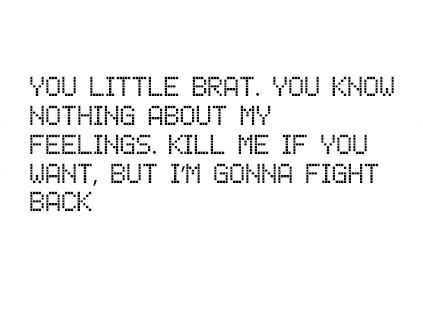 YOU LITTLE BRAT. YOU KNOW
NOTHING ABOUT MY
FEELINGS. KILL ME IF YOU
WANT, BUT I'M GONNA FIGHT
BACK